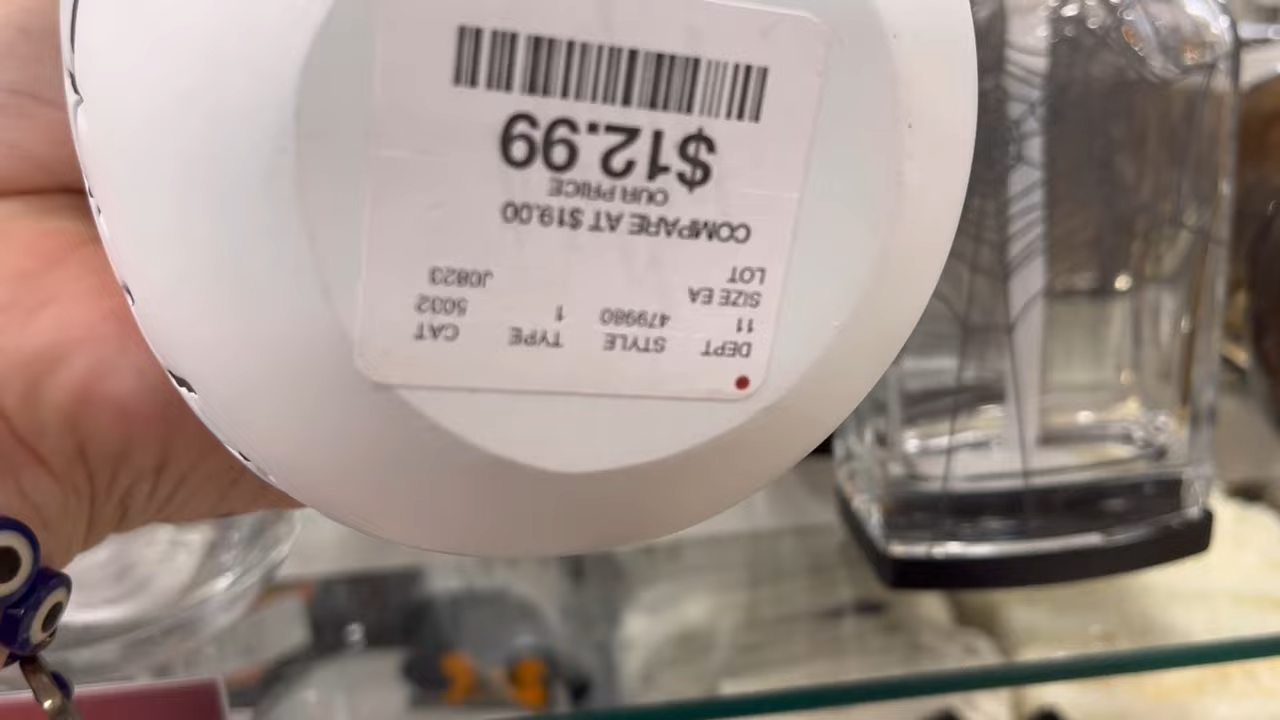 DEPT STYLE TYPE CAT
11 479980 1 5032
SIZE EA J0823
LOT
COMPARE AT $19.00
OUR PRICE
$12.99